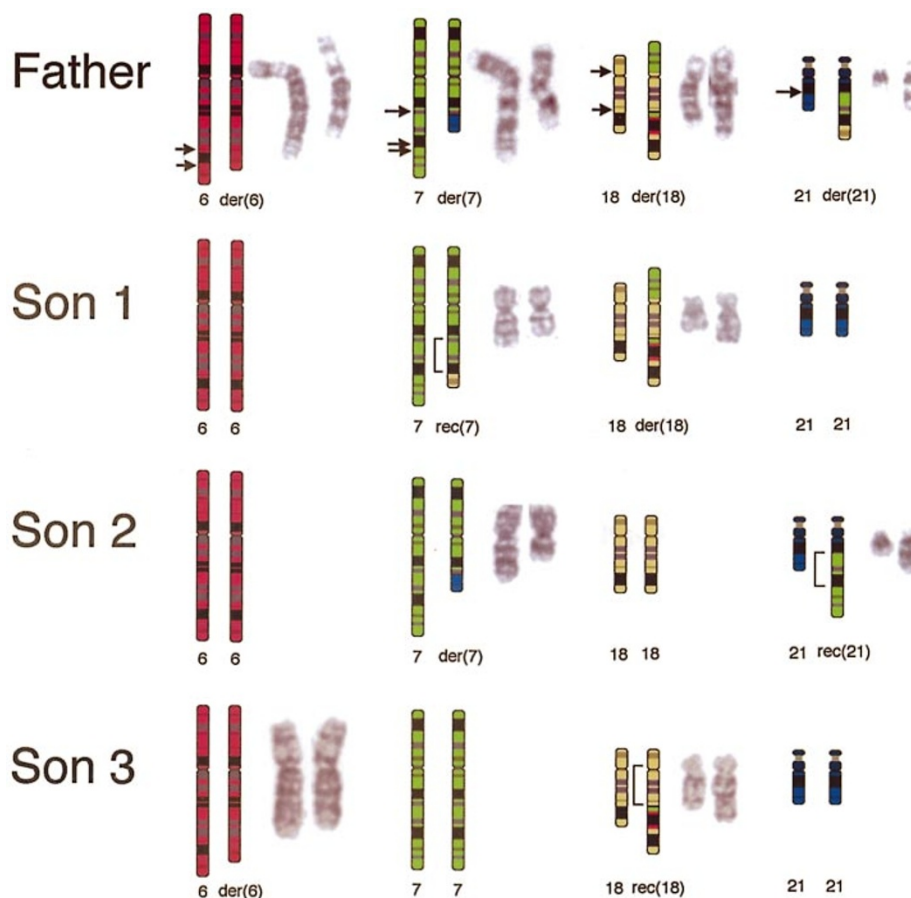 Father
6 der(6) 7 der(7) 18 der(18) 21 der(21)
Son 1
6 6 7 rec(7) 18 der(18) 21 21
Son 2
6 6 7 der(7) 18 18 21 rec(21)
Son 3
6 der(6) 7 7 18 rec(18) 21 21